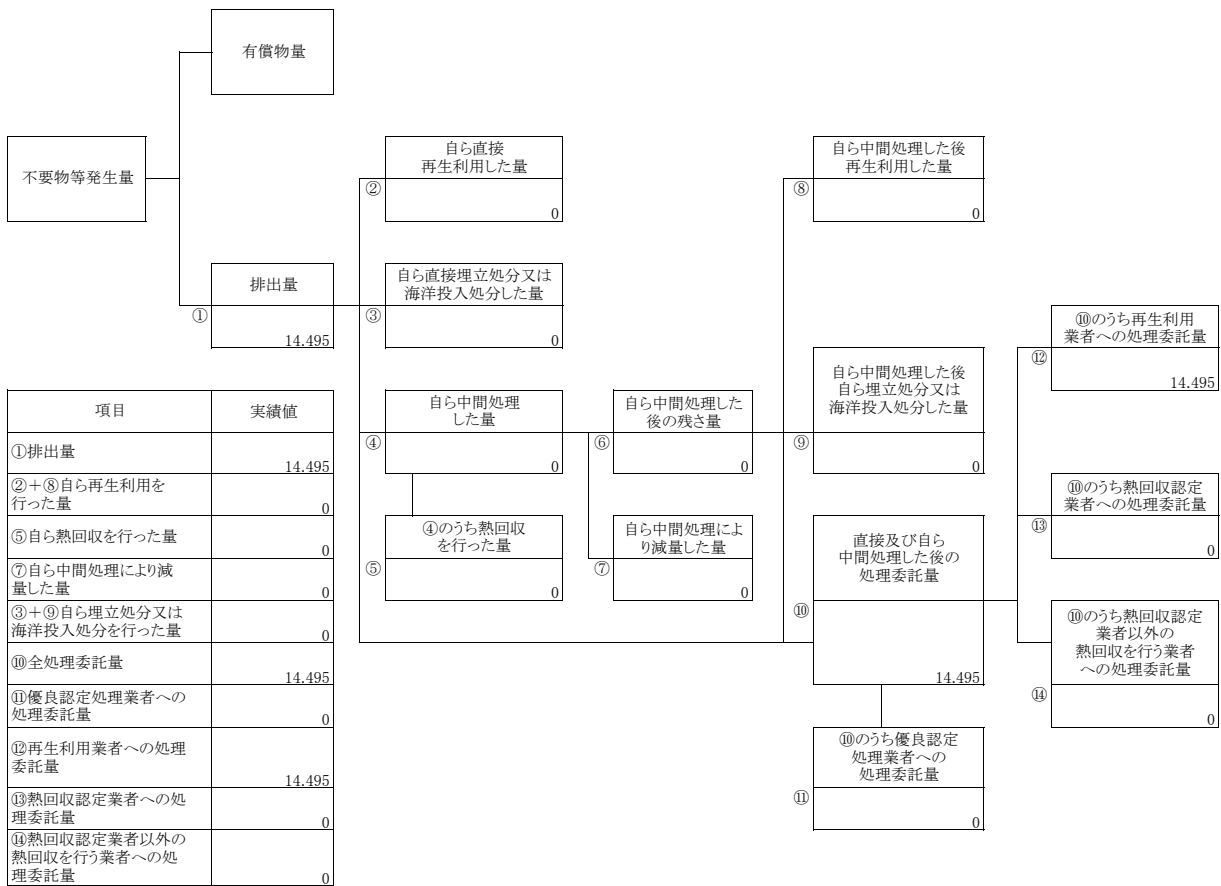 有償物量
不要物等発生量
自ら直接
再生利用した量
②
0
自ら中間処理した後
再生利用した量
⑧
0
排出量
①
14.495
自ら直接埋立処分又は
海洋投入処分した量
③
0
⑩のうち再生利用
業者への処理委託量
⑫
14.495
自ら中間処理
した量
④
0
自ら中間処理した
後の残さ量
⑥
0
自ら中間処理した後
自ら埋立処分又は
海洋投入処分した量
⑨
0
⑩のうち熱回収認定
業者への処理委託量
⑬
0
④のうち熱回収
を行った量
⑤
0
自ら中間処理によ
り減量した量
⑦
0
直接及び自ら
中間処理した後の
処理委託量
⑩
14.495
⑩のうち熱回収認定
業者以外の
熱回収を行う業者
への処理委託量
⑭
0
⑩のうち優良認定
処理業者への
処理委託量
⑪
0
項目 実績値
①排出量
14.495
②＋⑧自ら再生利用を
行った量
0
⑤自ら熱回収を行った量
0
⑦自ら中間処理により減
量した量
0
③＋⑨自ら埋立処分又は
海洋投入処分を行った量
0
⑩全処理委託量
14.495
⑪優良認定処理業者への
処理委託量
0
⑫再生利用業者への処理
委託量
14.495
⑬熱回収認定業者への処
理委託量
0
⑭熱回収認定業者以外の
熱回収を行う業者への処
理委託量
0